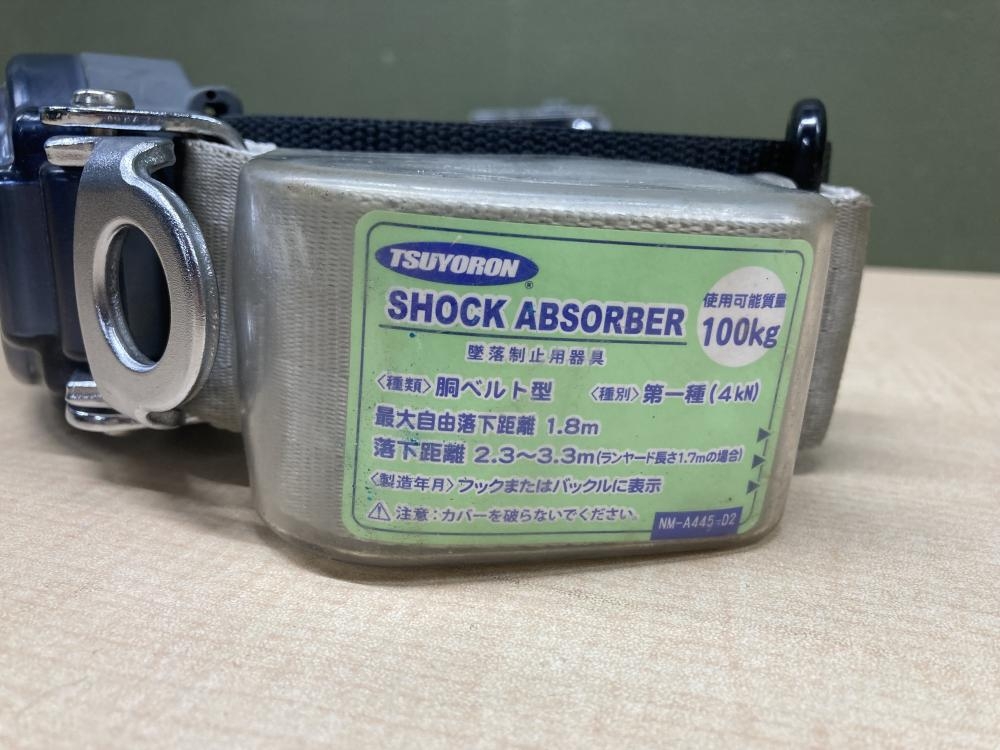 TSUYORON®
SHOCK ABSORBER
使用可能質量
100kg
墜落制止用器具
〈種類〉胴ベルト型 〈種別〉第一種(4kN)
最大自由落下距離 1.8m
落下距離 2.3～3.3m(ランヤード長さ1.7mの場合)
〈製造年月〉フックまたはバックルに表示
⚠ 注意：カバーを破らないでください。
NM-A445-D2